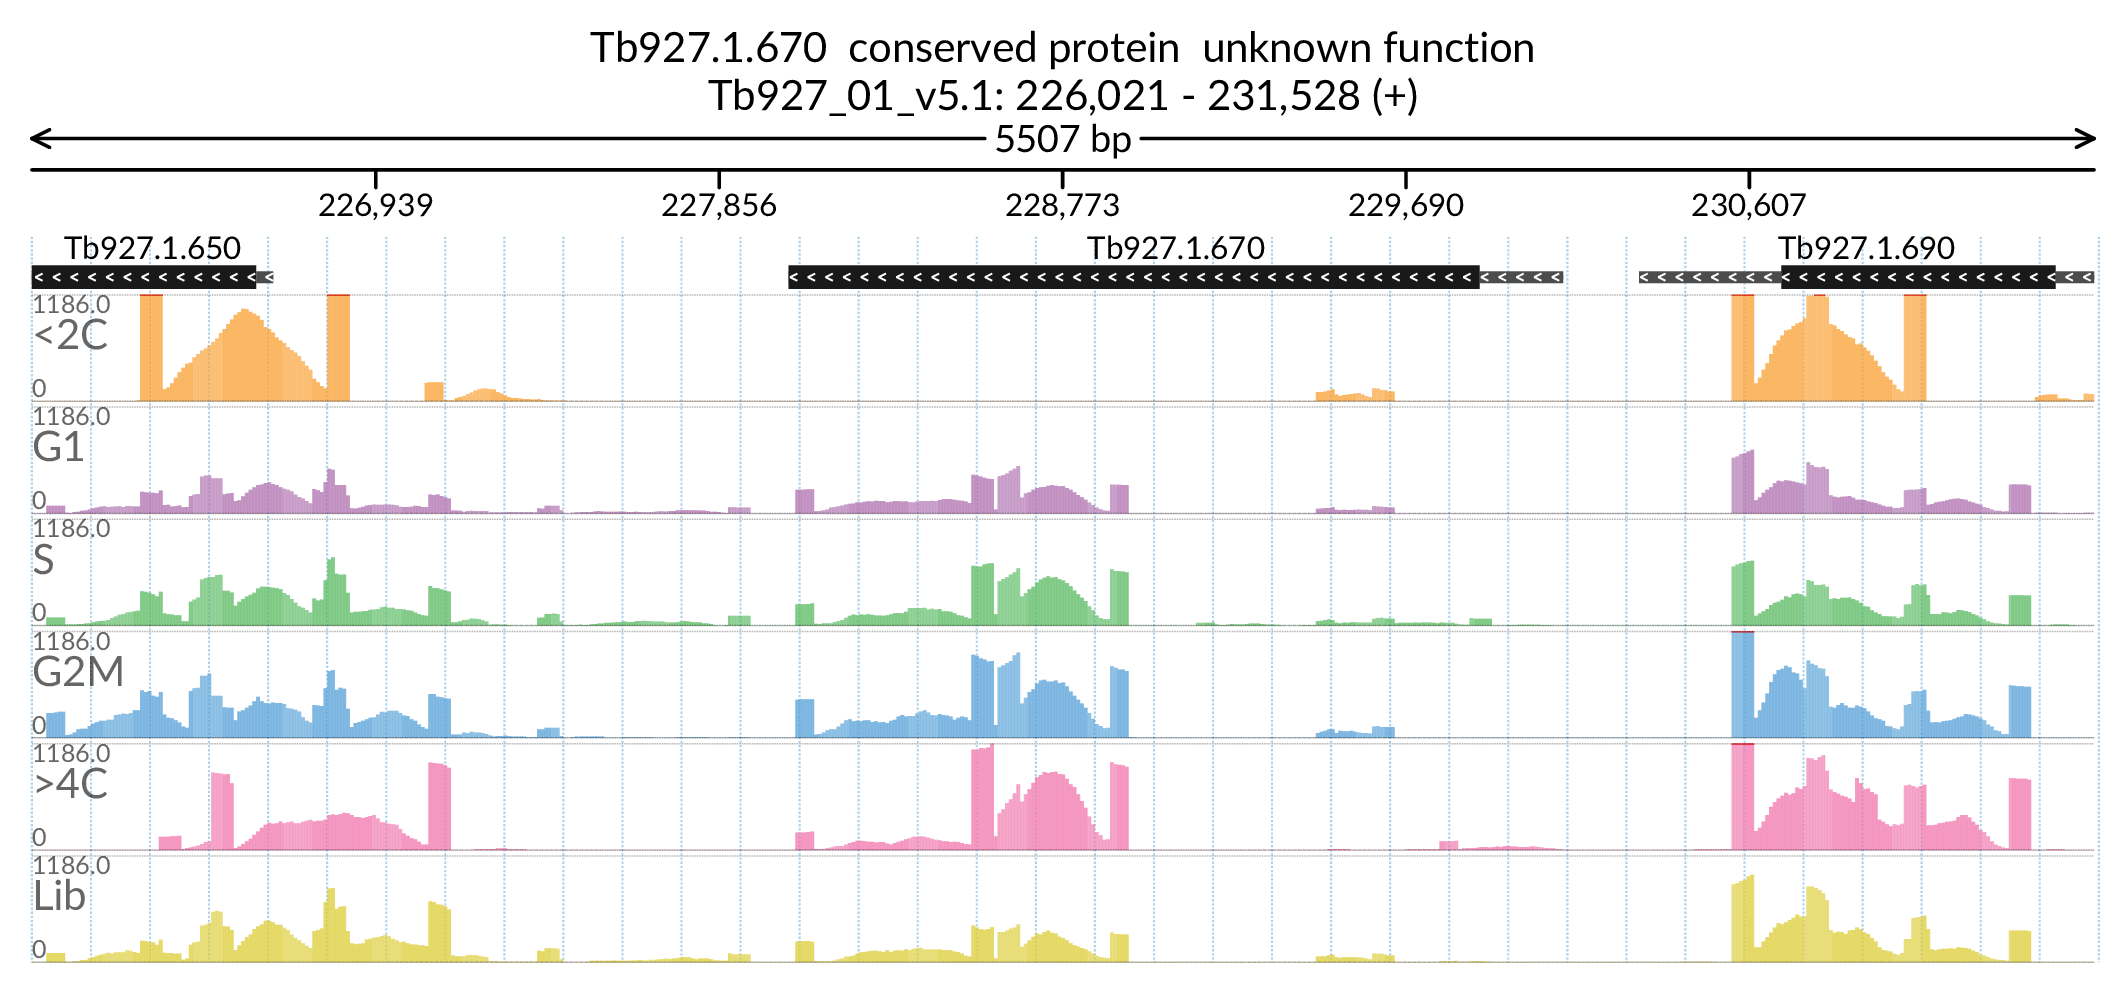 Tb927.1.670  conserved protein  unknown function
Tb927_01_v5.1: 226,021 - 231,528 (+)
5507 bp
226,939 227,856 228,773 229,690 230,607
Tb927.1.650 Tb927.1.670 Tb927.1.690
1186.0
<2C
0
1186.0
G1
0
1186.0
S
0
1186.0
G2M
0
1186.0
>4C
0
1186.0
Lib
0